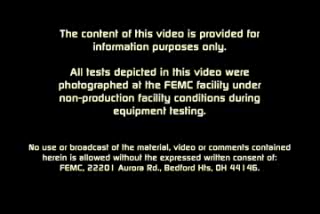 The content of this video is provided for
information purposes only.
All tests depicted in this video were
photographed at the FEMC facility under
non-production facility conditions during
equipment testing.
No use or broadcast of the material, video or comments contained
herein is allowed without the expressed written consent of:
FEMC, 22201 Aurora Rd., Bedford Hts, OH 44146.